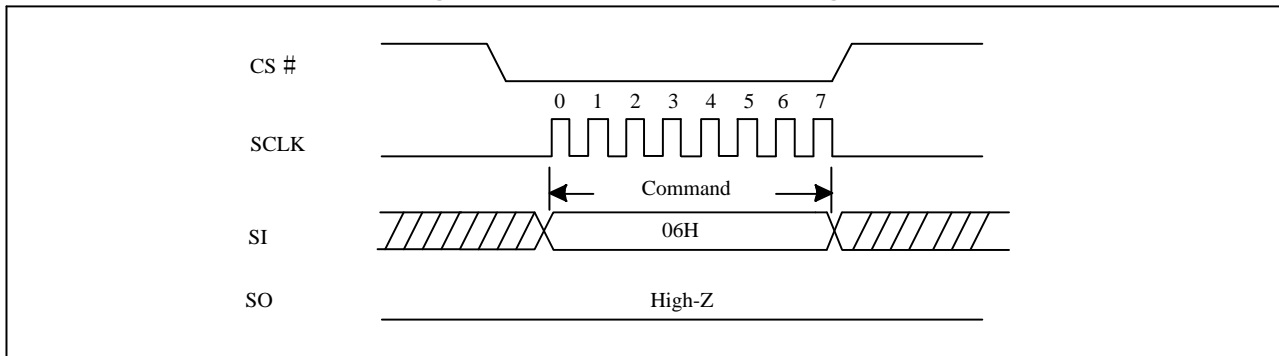 CS #
0 1 2 3 4 5 6 7
SCLK
Command
SI
06H
SO
High-Z